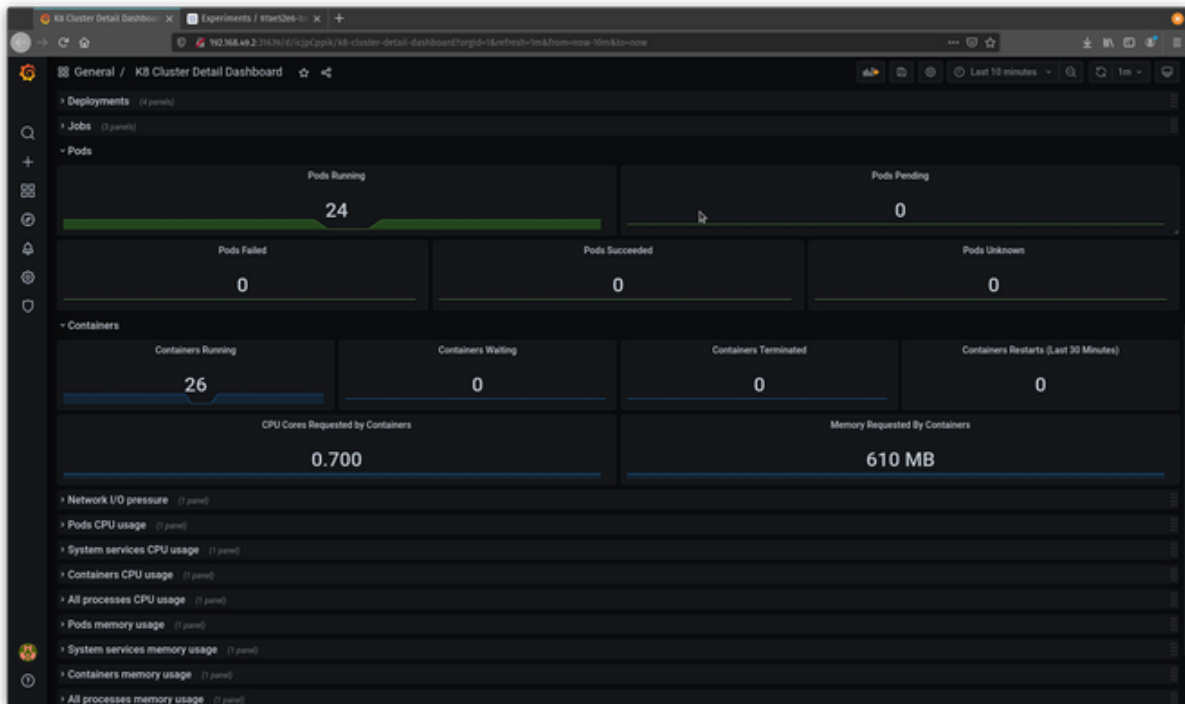 K8 Cluster Detail Dashboard
Experiments /
General / K8 Cluster Detail Dashboard
Last 10 minutes
1m
Deployments (4 panels)
Jobs (3 panels)
Pods
Pods Running
24
Pods Pending
0
Pods Failed
0
Pods Succeeded
0
Pods Unknown
0
Containers
Containers Running
26
Containers Waiting
0
Containers Terminated
0
Containers Restarts (Last 30 Minutes)
0
CPU Cores Requested by Containers
0.700
Memory Requested By Containers
610 MB
Network I/O pressure (1 panel)
Pods CPU usage (1 panel)
System services CPU usage (1 panel)
Containers CPU usage (1 panel)
All processes CPU usage (1 panel)
Pods memory usage (1 panel)
System services memory usage (1 panel)
Containers memory usage (1 panel)
All processes memory usage (1 panel)